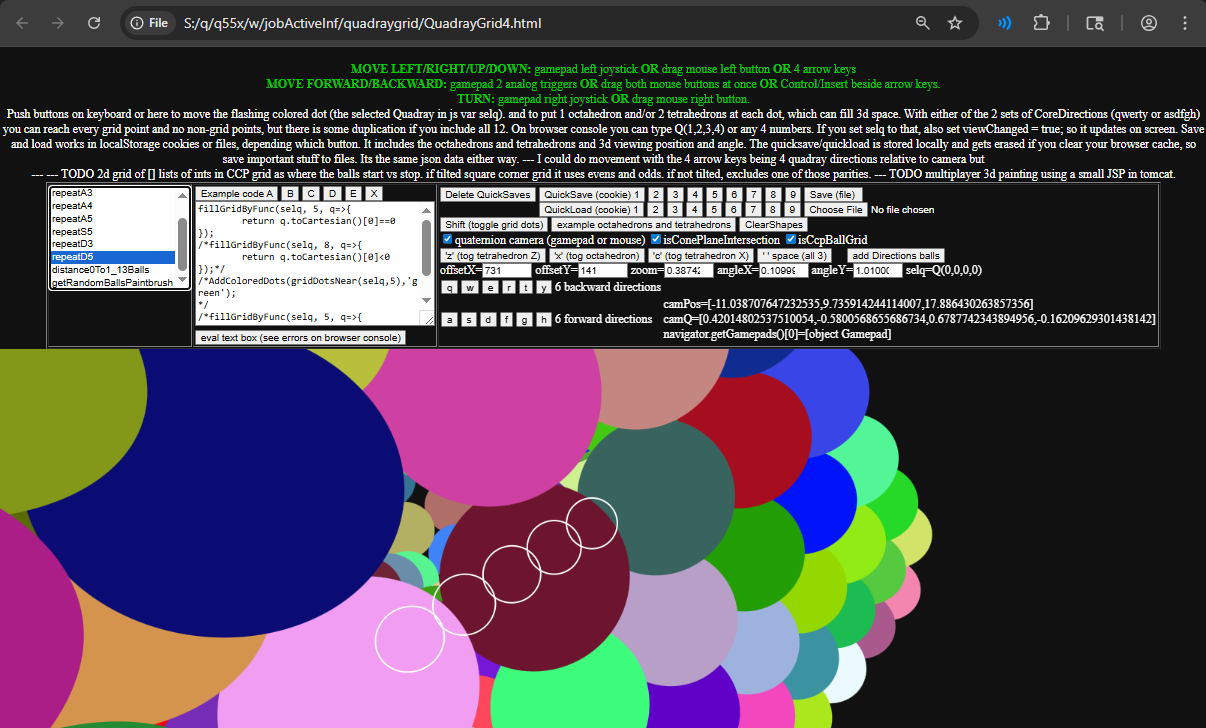 File
S:/q/q55x/w/jobActiveInf/quadraygrid/QuadrayGrid4.html
MOVE LEFT/RIGHT/UP/DOWN: gamepad left joystick OR drag mouse left button OR 4 arrow keys
MOVE FORWARD/BACKWARD: gamepad 2 analog triggers OR drag both mouse buttons at once OR Control/Insert beside arrow keys.
TURN: gamepad right joystick OR drag mouse right button.
Push buttons on keyboard or here to move the flashing colored dot (the selected Quadray in js var selq). and to put 1 octahedron and/or 2 tetrahedrons at each dot, which can fill 3d space. With either of the 2 sets of CoreDirections (qwerty or asdfgh)
you can reach every grid point and no non-grid points, but there is some duplication if you include all 12. On browser console you can type Q(1,2,3,4) or any 4 numbers. If you set selq to that, also set viewChanged = true; so it updates on screen. Save
and load works in localStorage cookies or files, depending which button. It includes the octahedrons and tetrahedrons and 3d viewing position and angle. The quicksave/quickload is stored locally and gets erased if you clear your browser cache, so
save important stuff to files. Its the same json data either way. --- I could do movement with the 4 arrow keys being 4 quadray directions relative to camera but
--- --- TODO 2d grid of [] lists of ints in CCP grid as where the balls start vs stop. if tilted square corner grid it uses evens and odds. if not tilted, excludes one of those parities. --- TODO multiplayer 3d painting using a small JSP in tomcat.
repeatA3
repeatA4
repeatA5
repeatS5
repeatD3
repeatD5
distance0To1_13Balls
getRandomBallsPaintbrush
Example code A B C D E X
fillGridByFunc(selq, 5, q=>{
return q.toCartesian()[0]==0
});
/*fillGridByFunc(selq, 8, q=>{
return q.toCartesian()[0]<0
});*/
/*AddColoredDots(gridDotsNear(selq,5),'g
reen');
*/
/*fillGridByFunc(selq, 5, q=>{
eval text box (see errors on browser console)
Delete QuickSaves QuickSave (cookie) 1 2 3 4 5 6 7 8 9 Save (file)
QuickLoad (cookie) 1 2 3 4 5 6 7 8 9 Choose File No file chosen
Shift (toggle grid dots) example octahedrons and tetrahedrons ClearShapes
quaternion camera (gamepad or mouse) isConePlaneIntersection isCcpBallGrid
'z' (tog tetrahedron Z) 'x' (tog octahedron) 'c' (tog tetrahedron X) ' ' space (all 3) add Directions balls
offsetX=731 offsetY=141 zoom=0.3874 angleX=0.1099 angleY=1.0100 selq=Q(0,0,0,0)
q w e r t y 6 backward directions
a s d f g h 6 forward directions
camPos=[-11.038707647232535,9.735914244114007,17.886430263857356]
camQ=[0.42014802537510054,-0.5800568655686734,0.6787742343894956,-0.16209629301438142]
navigator.getGamepads()[0]=[object Gamepad]